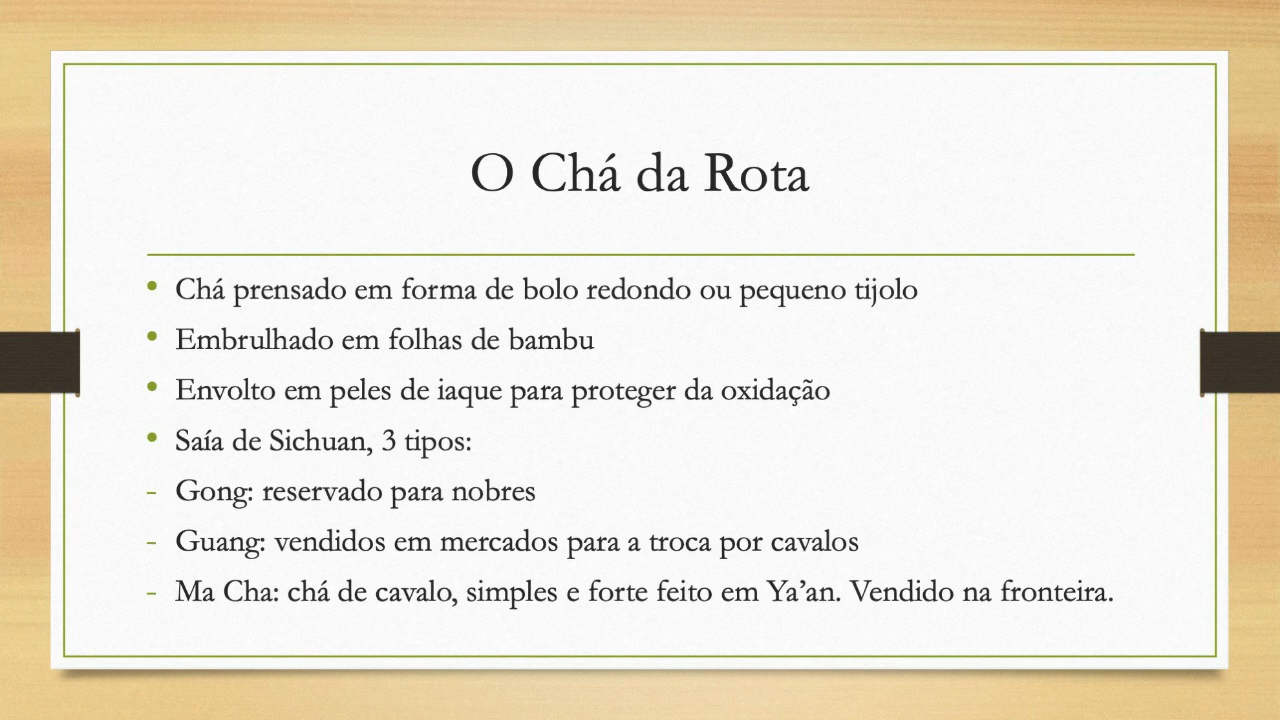 O Chá da Rota
• Chá prensado em forma de bolo redondo ou pequeno tijolo
• Embrulhado em folhas de bambu
• Envolto em peles de iaque para proteger da oxidação
• Saía de Sichuan, 3 tipos:
- Gong: reservado para nobres
- Guang: vendidos em mercados para a troca por cavalos
- Ma Cha: chá de cavalo, simples e forte feito em Ya’an. Vendido na fronteira.